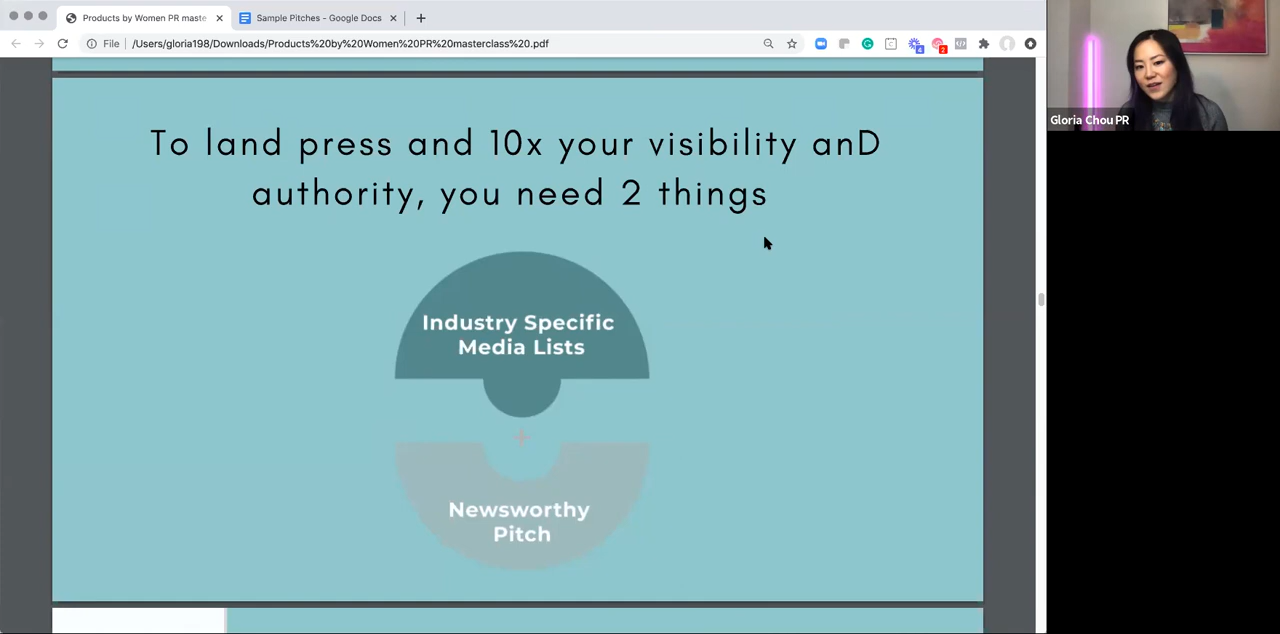 Products by Women PR maste
Sample Pitches - Google Docs
File
/Users/gloria198/Downloads/Products%20by%20Women%20PR%20masterclass%20.pdf
4
2
Gloria Chou PR
To land press and 10x your visibility anD
authority, you need 2 things
Industry Specific
Media Lists
+
Newsworthy
Pitch